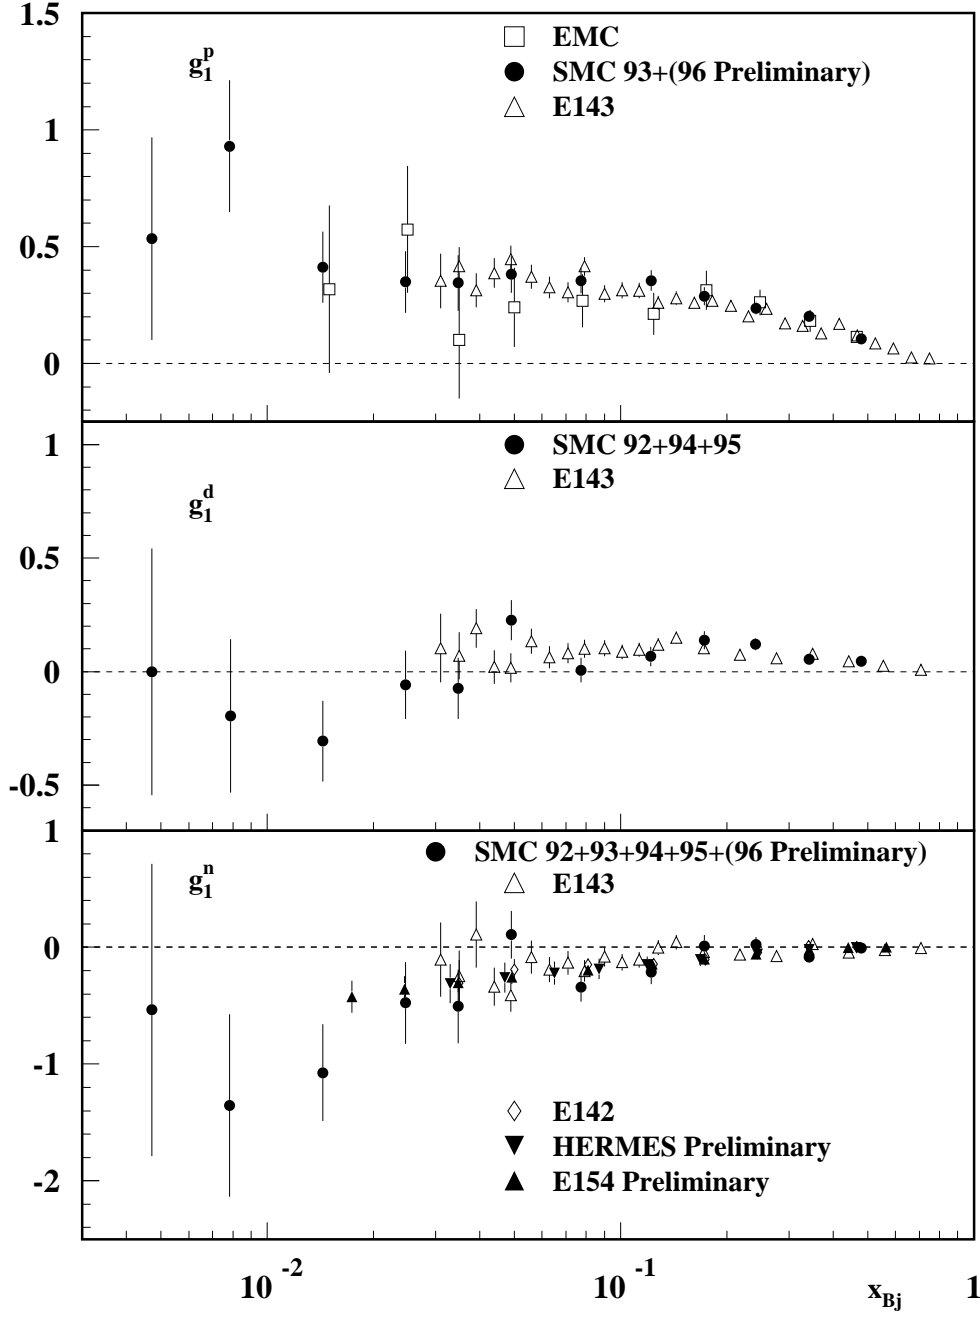 1.5
g₁ᵖ
EMC
SMC 93+(96 Preliminary)
E143
1
0.5
0
1
SMC 92+94+95
E143
g₁ᵈ
0.5
0
-0.5
1
SMC 92+93+94+95+(96 Preliminary)
E143
g₁ⁿ
0
-1
E142
HERMES Preliminary
E154 Preliminary
-2
10⁻² 10⁻¹ x_Bj 1